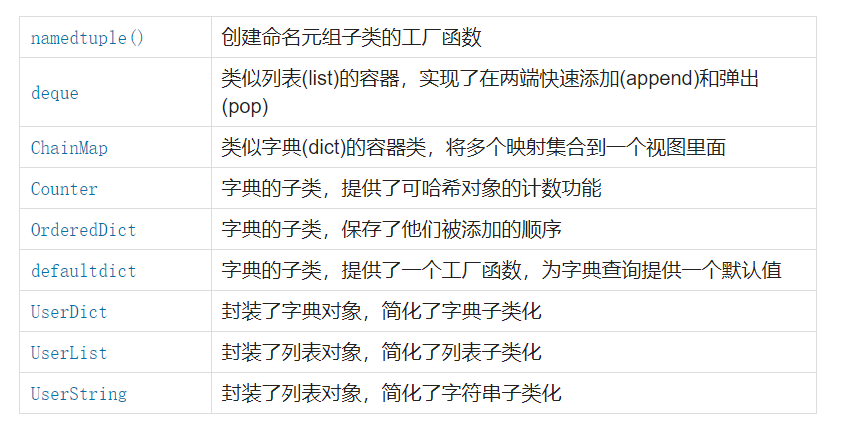 namedtuple() 创建命名元组子类的工厂函数
deque 类似列表(list)的容器，实现了在两端快速添加(append)和弹出
(pop)
ChainMap 类似字典(dict)的容器类，将多个映射集合到一个视图里面
Counter 字典的子类，提供了可哈希对象的计数功能
OrderedDict 字典的子类，保存了他们被添加的顺序
defaultdict 字典的子类，提供了一个工厂函数，为字典查询提供一个默认值
UserDict 封装了字典对象，简化了字典子类化
UserList 封装了列表对象，简化了列表子类化
UserString 封装了列表对象，简化了字符串子类化